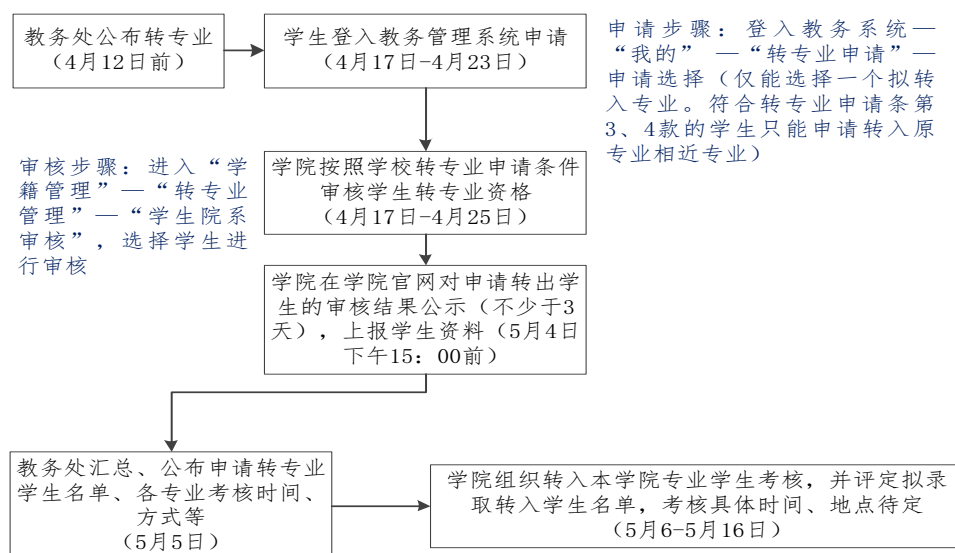 教务处公布转专业
（4月12日前）
学生登入教务管理系统申请
（4月17日-4月23日）
申请步骤：登入教务系统—
“我的”—“转专业申请”—
申请选择（仅能选择一个拟转
入专业。符合转专业申请条第
3、4款的学生只能申请转入原
专业相近专业）
审核步骤：进入“学
籍管理”—“转专业
管理”—“学生院系
审核”，选择学生进
行审核
学院按照学校转专业申请条件
审核学生转专业资格
（4月17日-4月25日）
学院在学院官网对申请转出学
生的审核结果公示（不少于3
天），上报学生资料（5月4日
下午15：00前）
教务处汇总、公布申请转专业
学生名单、各专业考核时间、
方式等
（5月5日）
学院组织转入本学院专业学生考核，并评定拟录
取转入学生名单，考核具体时间、地点待定
（5月6-5月16日）